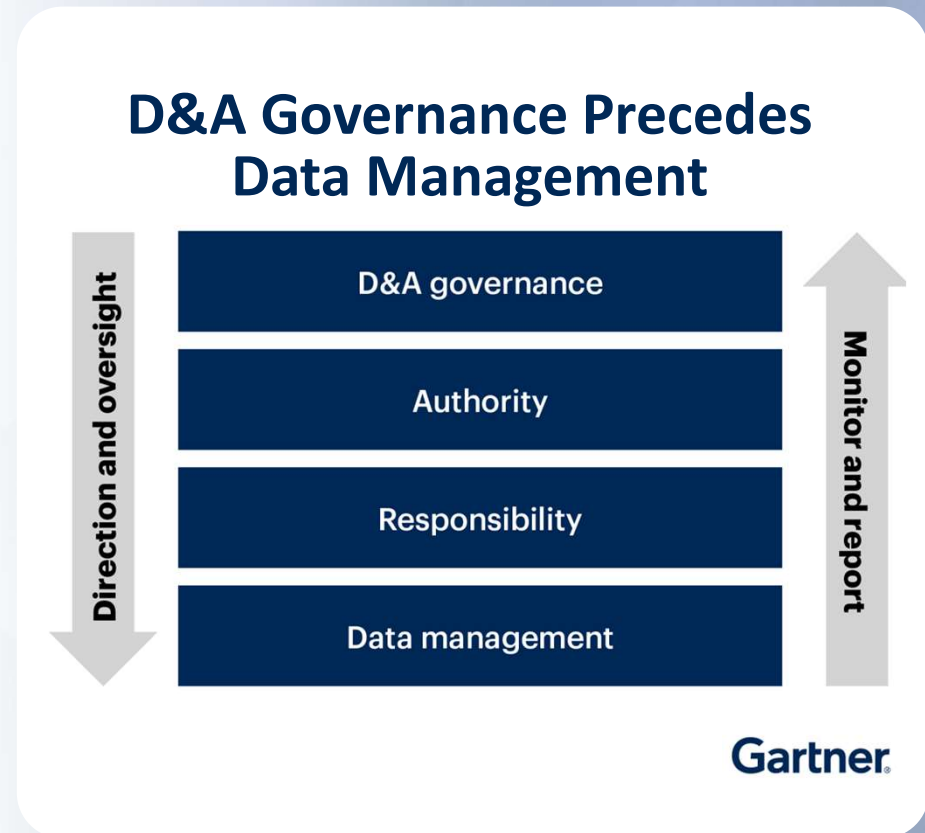 D&A Governance Precedes
Data Management
Direction and oversight
D&A governance
Authority
Responsibility
Data management
Monitor and report
Gartner®